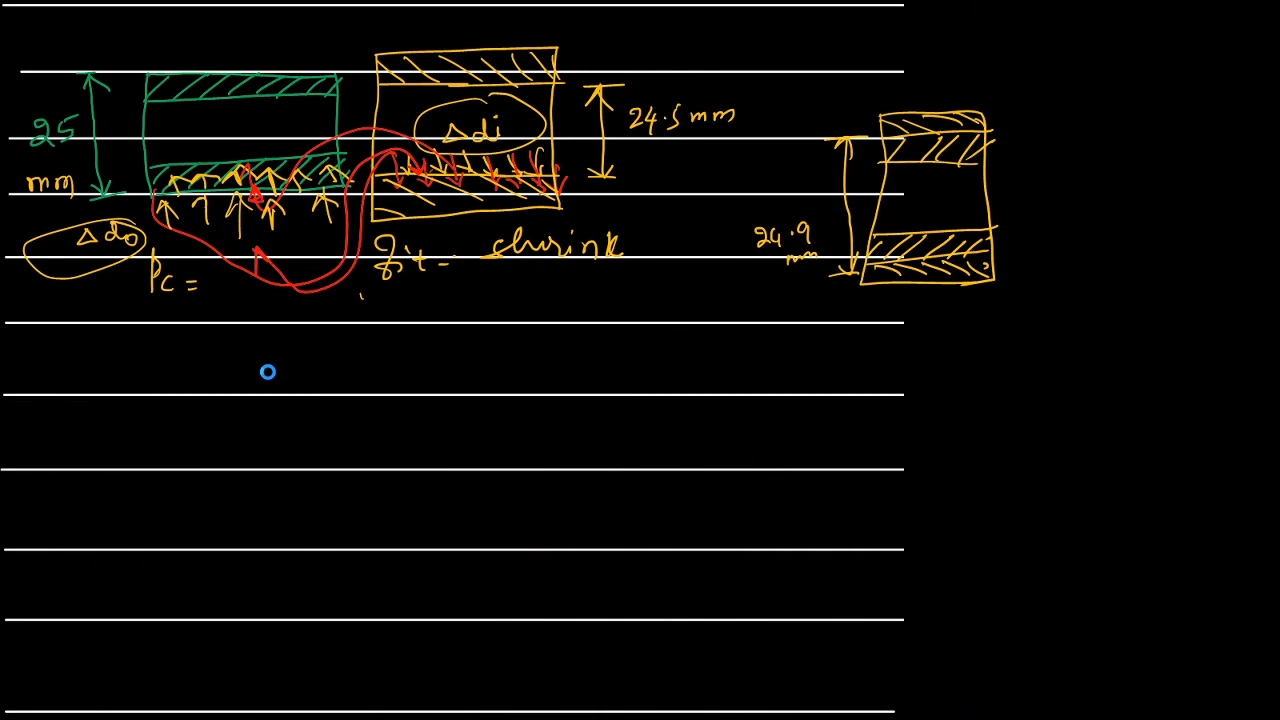 25
mm
Δdo
Pc =
Δdi
24.5 mm
fit - shrink
24.9
mm